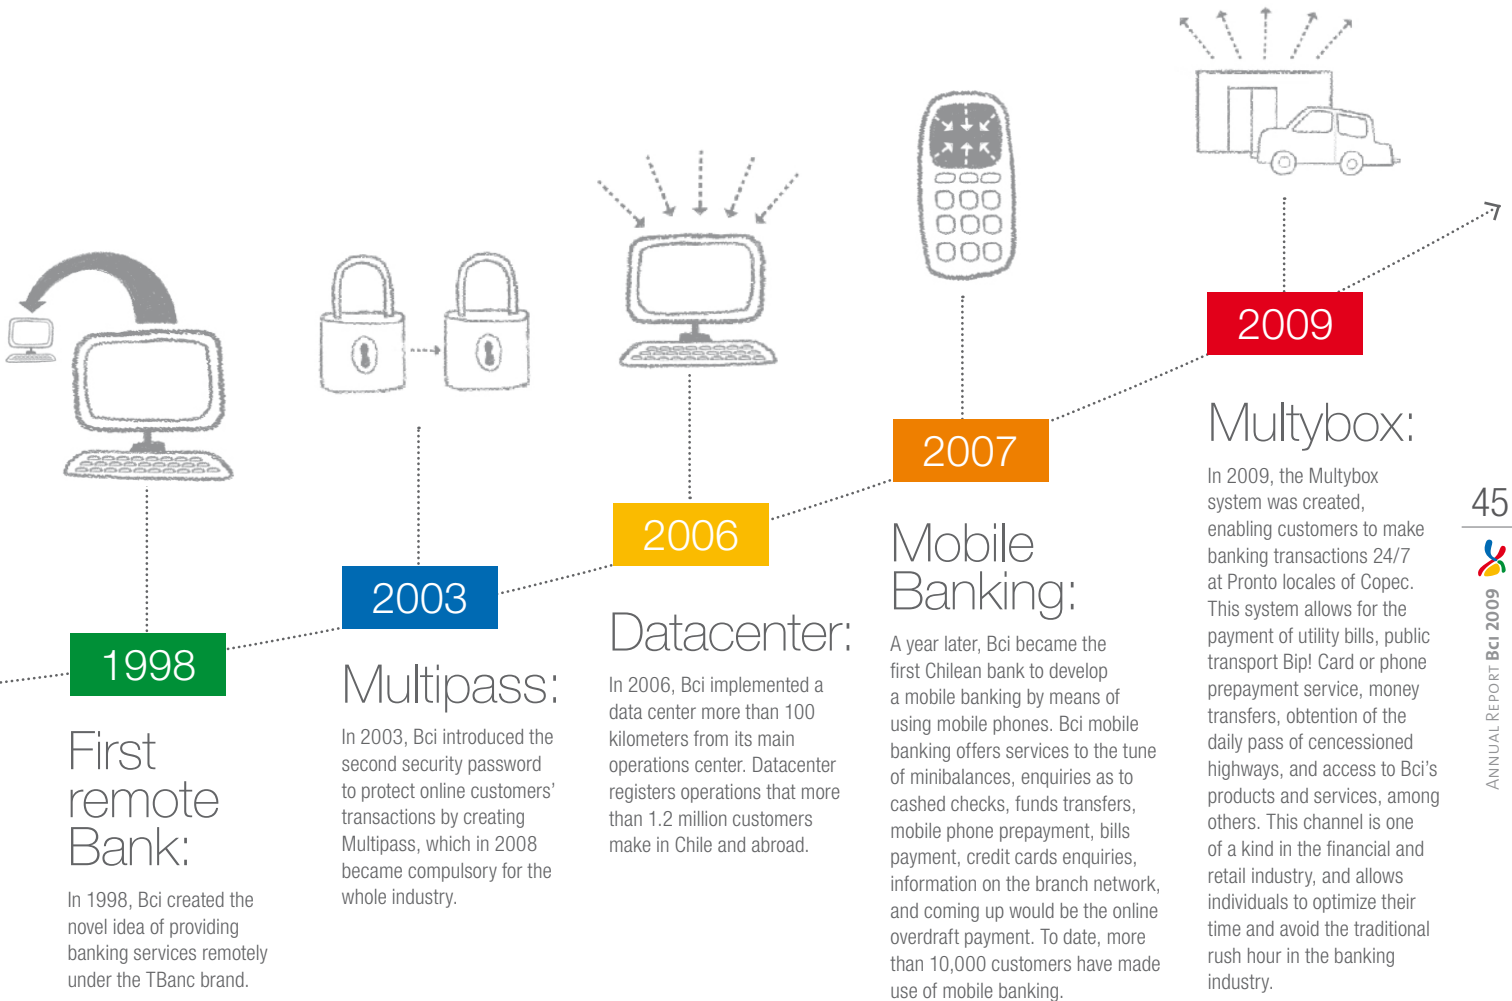 1998
First
remote
Bank:
In 1998, Bci created the
novel idea of providing
banking services remotely
under the TBanc brand.
2003
Multipass:
In 2003, Bci introduced the
second security password
to protect online customers’
transactions by creating
Multipass, which in 2008
became compulsory for the
whole industry.
2006
Datacenter:
In 2006, Bci implemented a
data center more than 100
kilometers from its main
operations center. Datacenter
registers operations that more
than 1.2 million customers
make in Chile and abroad.
2007
Mobile
Banking:
A year later, Bci became the
first Chilean bank to develop
a mobile banking by means of
using mobile phones. Bci mobile
banking offers services to the tune
of minibalances, enquiries as to
cashed checks, funds transfers,
mobile phone prepayment, bills
payment, credit cards enquiries,
information on the branch network,
and coming up would be the online
overdraft payment. To date, more
than 10,000 customers have made
use of mobile banking.
2009
Multybox:
In 2009, the Multybox
system was created,
enabling customers to make
banking transactions 24/7
at Pronto locales of Copec.
This system allows for the
payment of utility bills, public
transport Bip! Card or phone
prepayment service, money
transfers, obtention of the
daily pass of cencessioned
highways, and access to Bci’s
products and services, among
others. This channel is one
of a kind in the financial and
retail industry, and allows
individuals to optimize their
time and avoid the traditional
rush hour in the banking
industry.
45
ANNUAL REPORT BCI 2009